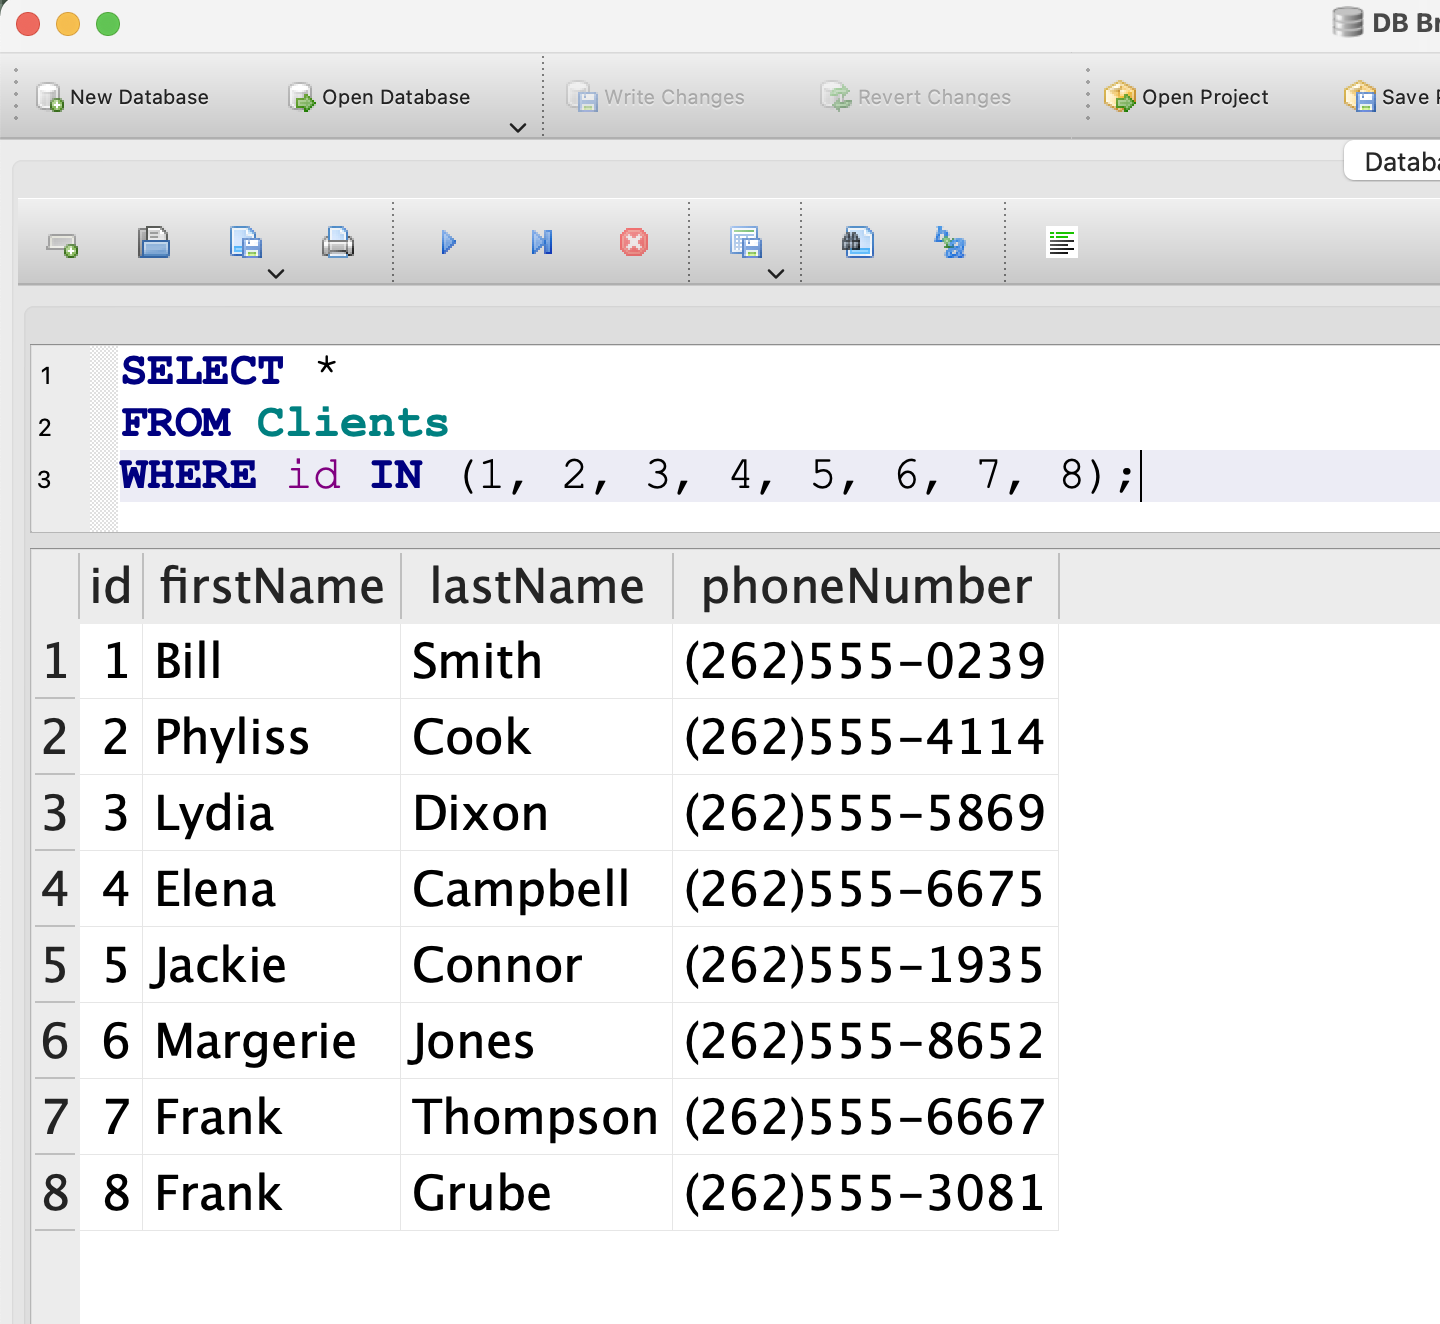 DB Br
New Database Open Database Write Changes Revert Changes Open Project Save
Databa
1 SELECT *
2 FROM Clients
3 WHERE id IN (1, 2, 3, 4, 5, 6, 7, 8);
id firstName lastName phoneNumber
1 1 Bill Smith (262)555-0239
2 2 Phyliss Cook (262)555-4114
3 3 Lydia Dixon (262)555-5869
4 4 Elena Campbell (262)555-6675
5 5 Jackie Connor (262)555-1935
6 6 Margerie Jones (262)555-8652
7 7 Frank Thompson (262)555-6667
8 8 Frank Grube (262)555-3081